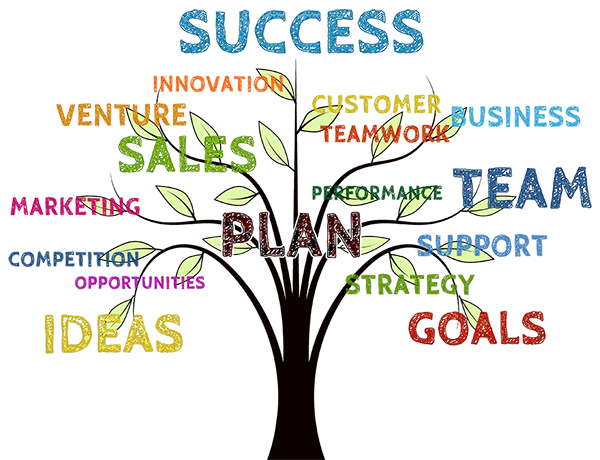 SUCCESS
INNOVATION
CUSTOMER
VENTURE
BUSINESS
TEAMWORK
SALES
TEAM
PERFORMANCE
MARKETING
PLAN
SUPPORT
COMPETITION
OPPORTUNITIES
STRATEGY
IDEAS
GOALS